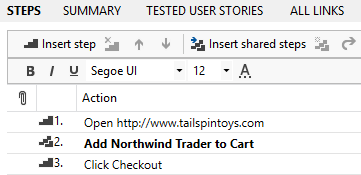 STEPS SUMMARY TESTED USER STORIES ALL LINKS
Insert step Insert shared steps
B I U Segoe UI 12 A
Action
1. Open http://www.tailspintoys.com
2. Add Northwind Trader to Cart
3. Click Checkout